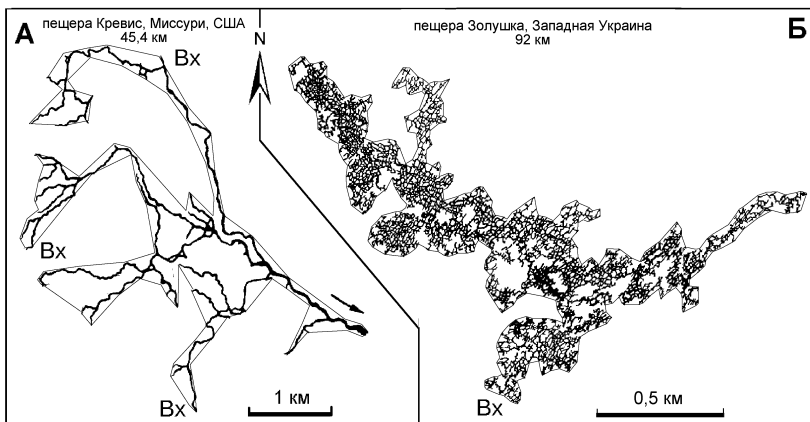 А
пещера Кревис, Миссури, США
45,4 км
Вх
N
пещера Золушка, Западная Украина
92 км
Б
Вх
Вх
1 км
Вх
0,5 км